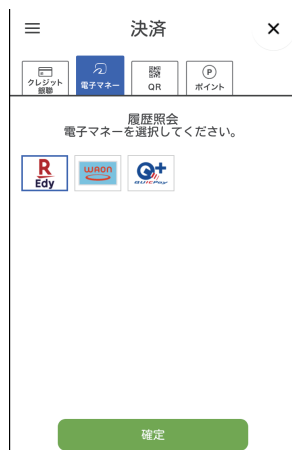 決済
クレジット
銀聯
電子マネー
QR
P
ポイント
履歴照会
電子マネーを選択してください。
R
Edy
WAON
Q+
QUICPay
確定